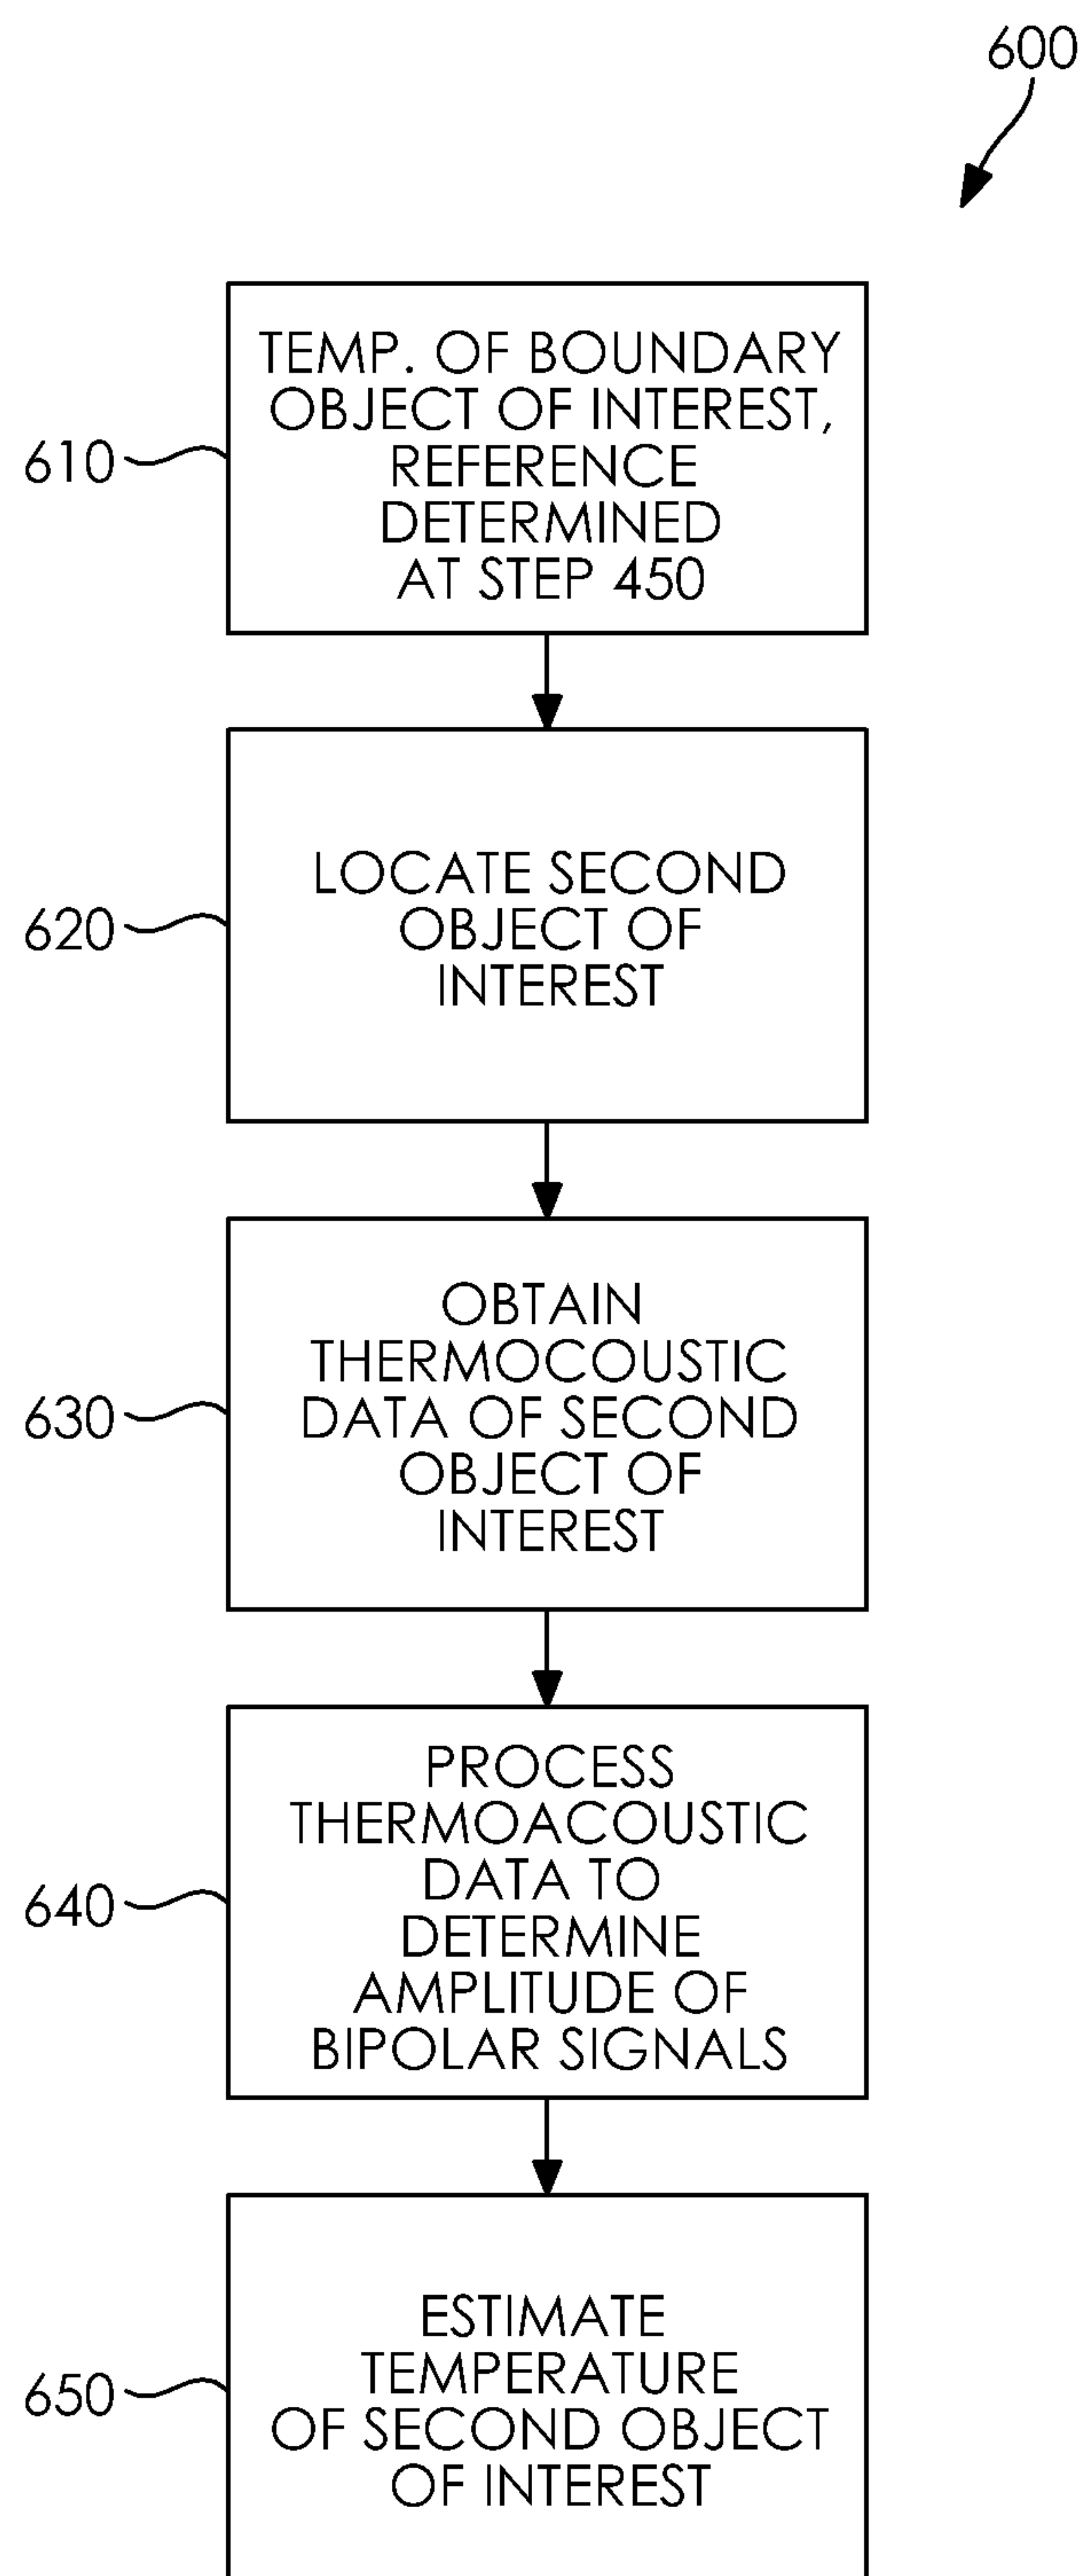 600
TEMP. OF BOUNDARY
OBJECT OF INTEREST,
REFERENCE
DETERMINED
AT STEP 450
610
LOCATE SECOND
OBJECT OF
INTEREST
620
OBTAIN
THERMOCOUSTIC
DATA OF SECOND
OBJECT OF
INTEREST
630
PROCESS
THERMOACOUSTIC
DATA TO
DETERMINE
AMPLITUDE OF
BIPOLAR SIGNALS
640
ESTIMATE
TEMPERATURE
OF SECOND OBJECT
OF INTEREST
650